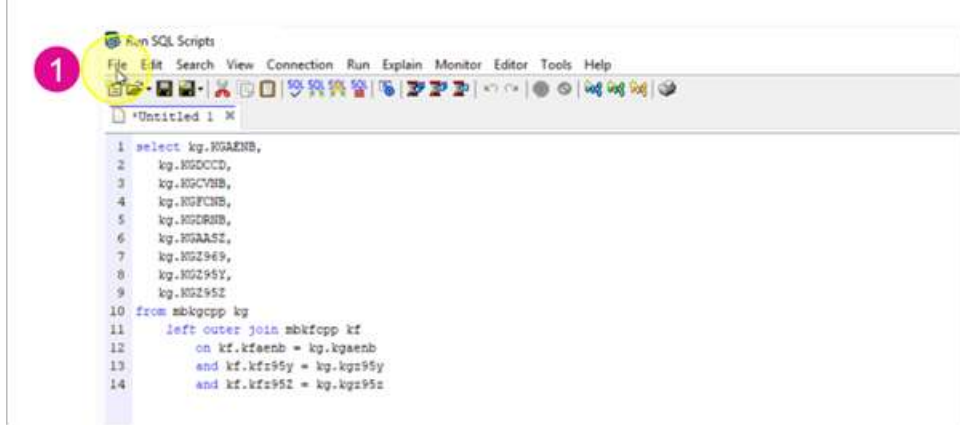 Run SQL Scripts
1
File Edit Search View Connection Run Explain Monitor Editor Tools Help
*Untitled 1
1 select kg.KGAENB,
2 kg.KGDCCD,
3 kg.KGCVNB,
4 kg.KGFCNB,
5 kg.KGDRNB,
6 kg.KGAASZ,
7 kg.KGZ969,
8 kg.KGZ95Y,
9 kg.KGZ95Z
10 from mbkgcpp kg
11 left outer join mbkfcpp kf
12 on kf.kfaenb = kg.kgaenb
13 and kf.kfz95y = kg.kgz95y
14 and kf.kfz95Z = kg.kgz95z